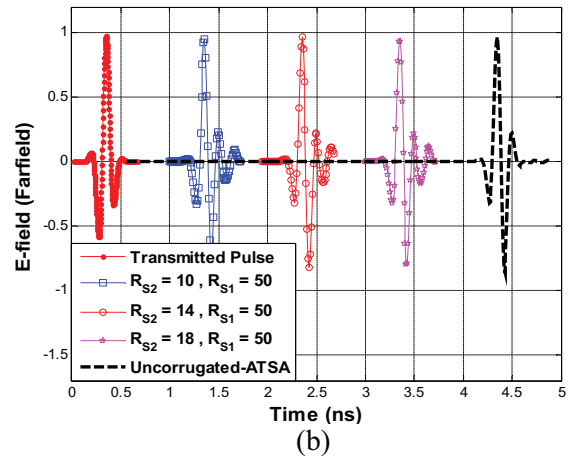 1
0.5
0
-0.5
-1
-1.5
E-field (Farfield)
Transmitted Pulse
R_S2 = 10 , R_S1 = 50
R_S2 = 14 , R_S1 = 50
R_S2 = 18 , R_S1 = 50
Uncorrugated-ATSA
0 0.5 1 1.5 2 2.5 3 3.5 4 4.5 5
Time (ns)
(b)